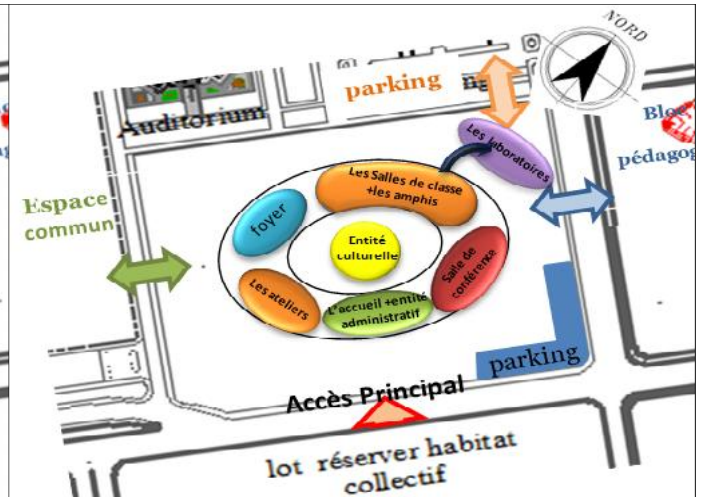 NORD
parking
Auditorium
Les laboratoires
Bloc
pédagog
Les Salles de classe
+les amphis
Espace
commun
foyer
Entité
culturelle
Salle de
conférence
Les ateliers
L'accueil +entité
administratif
parking
Accès Principal
lot réserver habitat
collectif